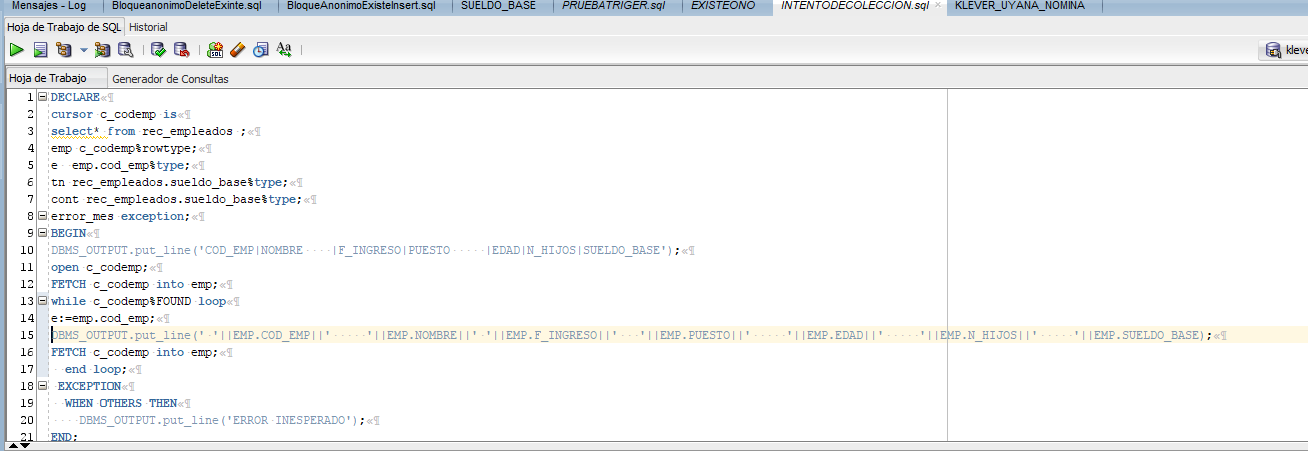 Mensajes - Log BloqueanonimoDeleteExinte.sql BloqueAnonimoExisteInsert.sql SUELDO_BASE PRUEBATRIGER.sql EXISTEONO INTENTODECOLECCION.sql KLEVER_UYANA_NOMINA
Hoja de Trabajo de SQL Historial
Aa
kleve
Hoja de Trabajo Generador de Consultas
1 DECLARE
2 cursor c_codemp is
3 select* from rec_empleados ;
4 emp c_codemp%rowtype;
5 e  emp.cod_emp%type;
6 tn rec_empleados.sueldo_base%type;
7 cont rec_empleados.sueldo_base%type;
8 error_mes exception;
9 BEGIN
10 DBMS_OUTPUT.put_line('COD_EMP|NOMBRE    |F_INGRESO|PUESTO     |EDAD|N_HIJOS|SUELDO_BASE');
11 open c_codemp;
12 FETCH c_codemp into emp;
13 while c_codemp%FOUND loop
14 e:=emp.cod_emp;
15 DBMS_OUTPUT.put_line(' '||EMP.COD_EMP||'     '||EMP.NOMBRE||' '||EMP.F_INGRESO||'   '||EMP.PUESTO||'     '||EMP.EDAD||'     '||EMP.N_HIJOS||'     '||EMP.SUELDO_BASE);
16 FETCH c_codemp into emp;
17   end loop;
18  EXCEPTION
19   WHEN OTHERS THEN
20     DBMS_OUTPUT.put_line('ERROR INESPERADO');
21 END;